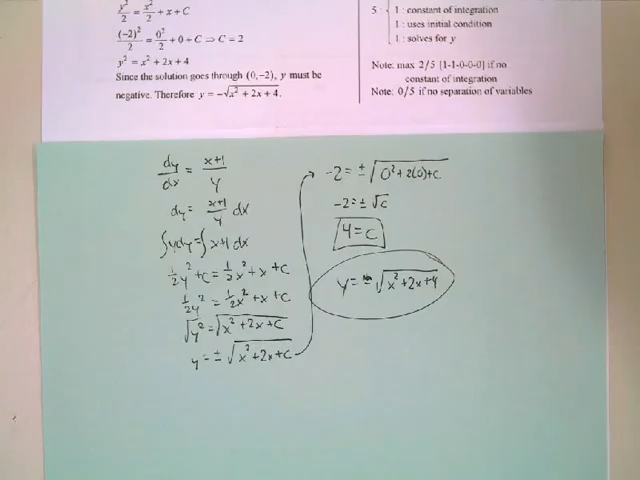 y²/2 = x²/2 + x + C
5 : { 1 : constant of integration
1 : uses initial condition
1 : solves for y
(-2)²/2 = 0²/2 + 0 + C ⇒ C = 2
y² = x² + 2x + 4
Since the solution goes through (0, −2), y must be
negative. Therefore y = −√(x² + 2x + 4).
Note: max 2/5 [1-1-0-0-0] if no
constant of integration
Note: 0/5 if no separation of variables
dy/dx = x+1/y
dy = x+1/y dx
∫ydy = ∫x+1 dx
1/2y² + c = 1/2x² + x + c
1/2y² = 1/2x² + x + c
√y² = √x² + 2x + c
y = ± √x² + 2x + c
-2 = ± √0² + 2(0) + c
-2 = ± √c
4 = c
y = - √x² + 2x + 4